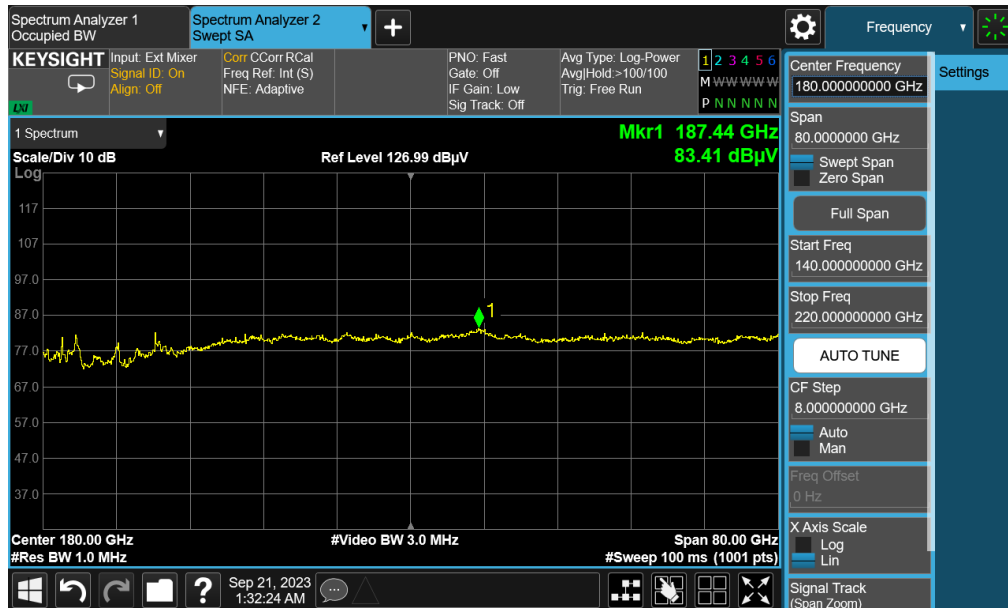 Spectrum Analyzer 1
Occupied BW
Spectrum Analyzer 2
Swept SA
+
Frequency
KEYSIGHT
LXI
Input: Ext Mixer
Signal ID: On
Align: Off
Corr CCorr RCal
Freq Ref: Int (S)
NFE: Adaptive
PNO: Fast
Gate: Off
IF Gain: Low
Sig Track: Off
Avg Type: Log-Power
Avg|Hold:>100/100
Trig: Free Run
1 2 3 4 5 6
M W W W W W
P N N N N N
1 Spectrum
Mkr1 187.44 GHz
Scale/Div 10 dB
Ref Level 126.99 dBµV
83.41 dBµV
Log
117
107
97.0
87.0
77.0
67.0
57.0
47.0
37.0
1
Center 180.00 GHz
#Video BW 3.0 MHz
Span 80.00 GHz
#Res BW 1.0 MHz
#Sweep 100 ms (1001 pts)
Center Frequency
180.000000000 GHz
Settings
Span
80.0000000 GHz
Swept Span
Zero Span
Full Span
Start Freq
140.000000000 GHz
Stop Freq
220.000000000 GHz
AUTO TUNE
CF Step
8.000000000 GHz
Auto
Man
Freq Offset
0 Hz
X Axis Scale
Log
Lin
Signal Track
(Span Zoom)
?
Sep 21, 2023
1:32:24 AM